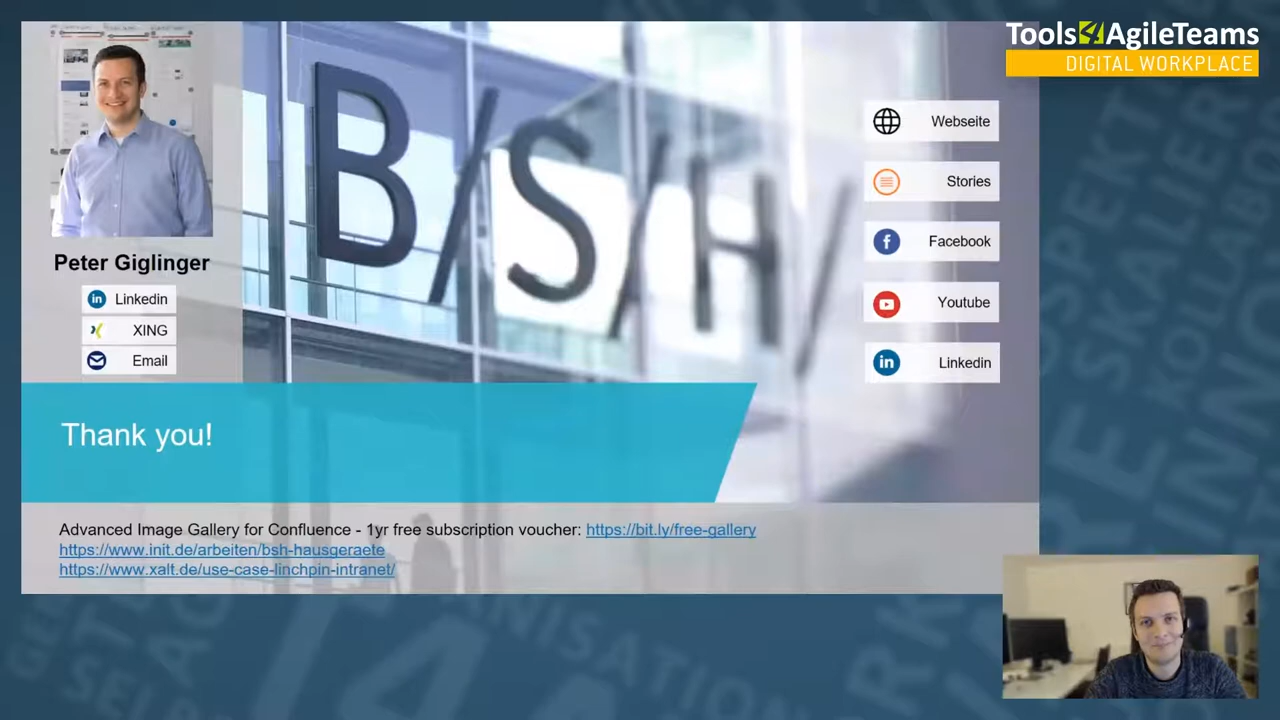 Tools4AgileTeams
DIGITAL WORKPLACE
B/S/H/
Webseite
Stories
Facebook
Youtube
Linkedin
Peter Giglinger
Linkedin
XING
Email
Thank you!
Advanced Image Gallery for Confluence - 1yr free subscription voucher: https://bit.ly/free-gallery
https://www.init.de/arbeiten/bsh-hausgeraete
https://www.xalt.de/use-case-linchpin-intranet/